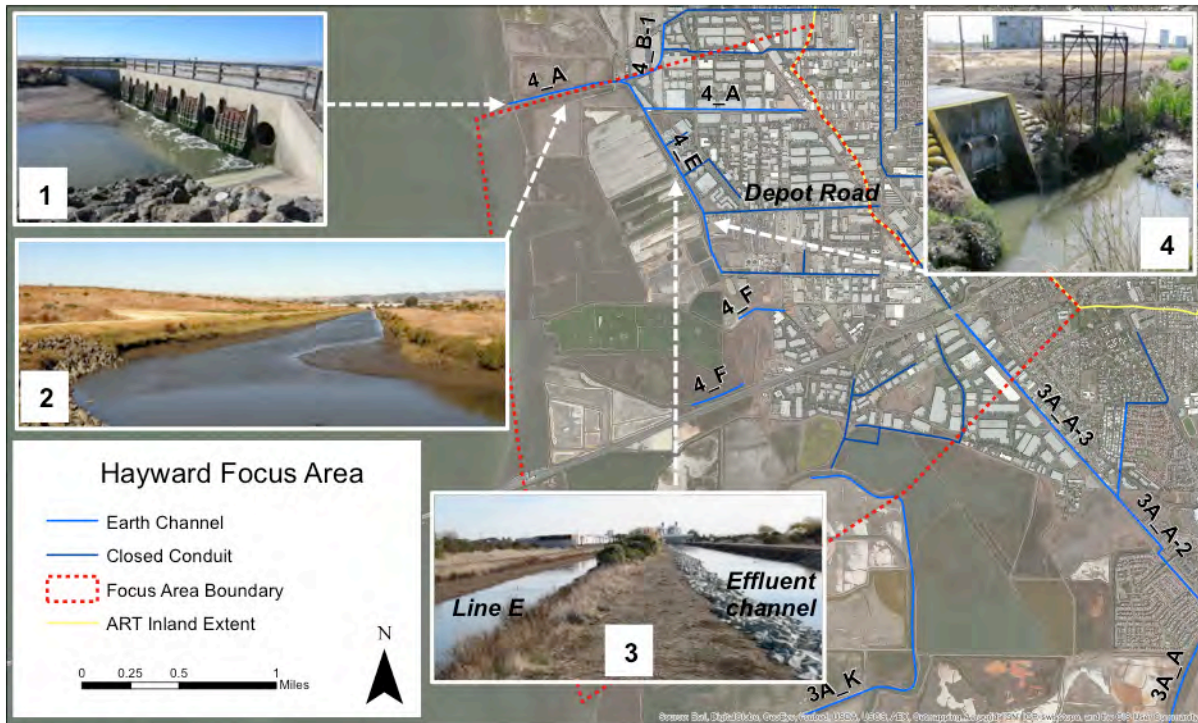 1
2
3
4
4_A
4_B-1
4_A
4_E
Depot Road
4_F
4_F
3A_A-3
3A_A-2
3A_A
3A_K
Line E
Effluent
channel
Hayward Focus Area
Earth Channel
Closed Conduit
Focus Area Boundary
ART Inland Extent
N
0 0.25 0.5 1
Miles